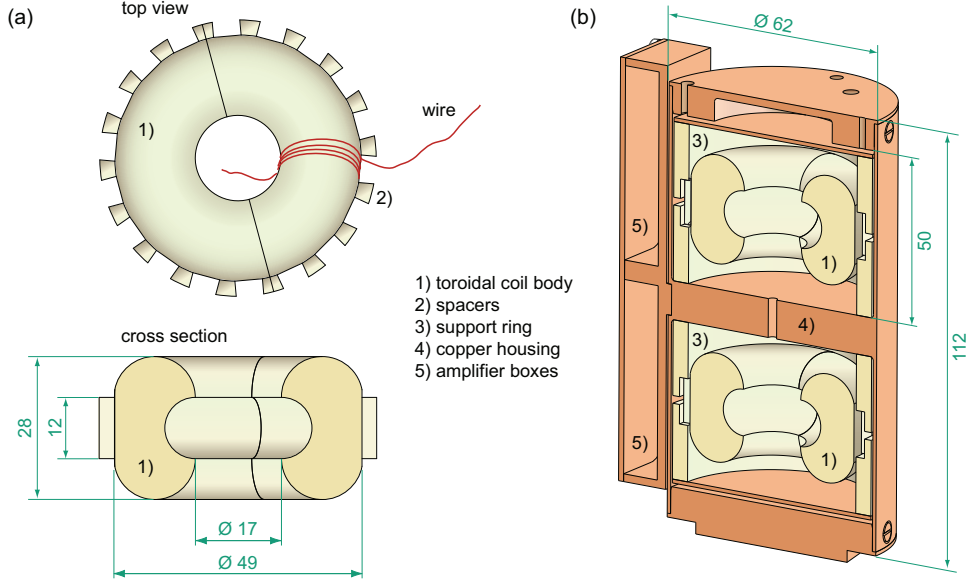 (a)
top view
1)
wire
2)
1) toroidal coil body
2) spacers
3) support ring
4) copper housing
5) amplifier boxes
cross section
28
12
1)
Ø 17
Ø 49
(b)
Ø 62
3)
5)
1)
50
4)
112
3)
5)
1)